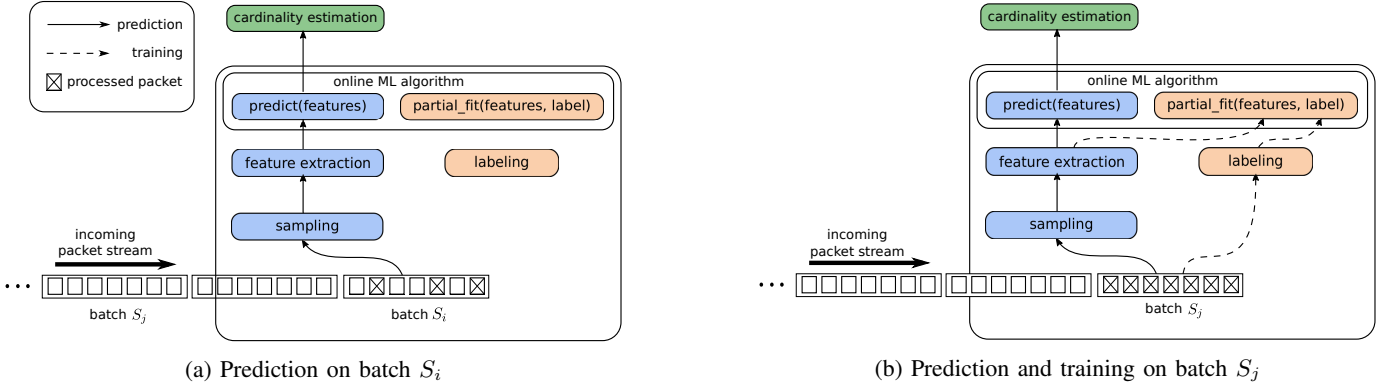 prediction
training
processed packet
cardinality estimation
online ML algorithm
predict(features)
partial_fit(features, label)
feature extraction
labeling
sampling
incoming
packet stream
batch S_j
batch S_i
(a) Prediction on batch S_i
cardinality estimation
online ML algorithm
predict(features)
partial_fit(features, label)
feature extraction
labeling
sampling
incoming
packet stream
batch S_j
(b) Prediction and training on batch S_j